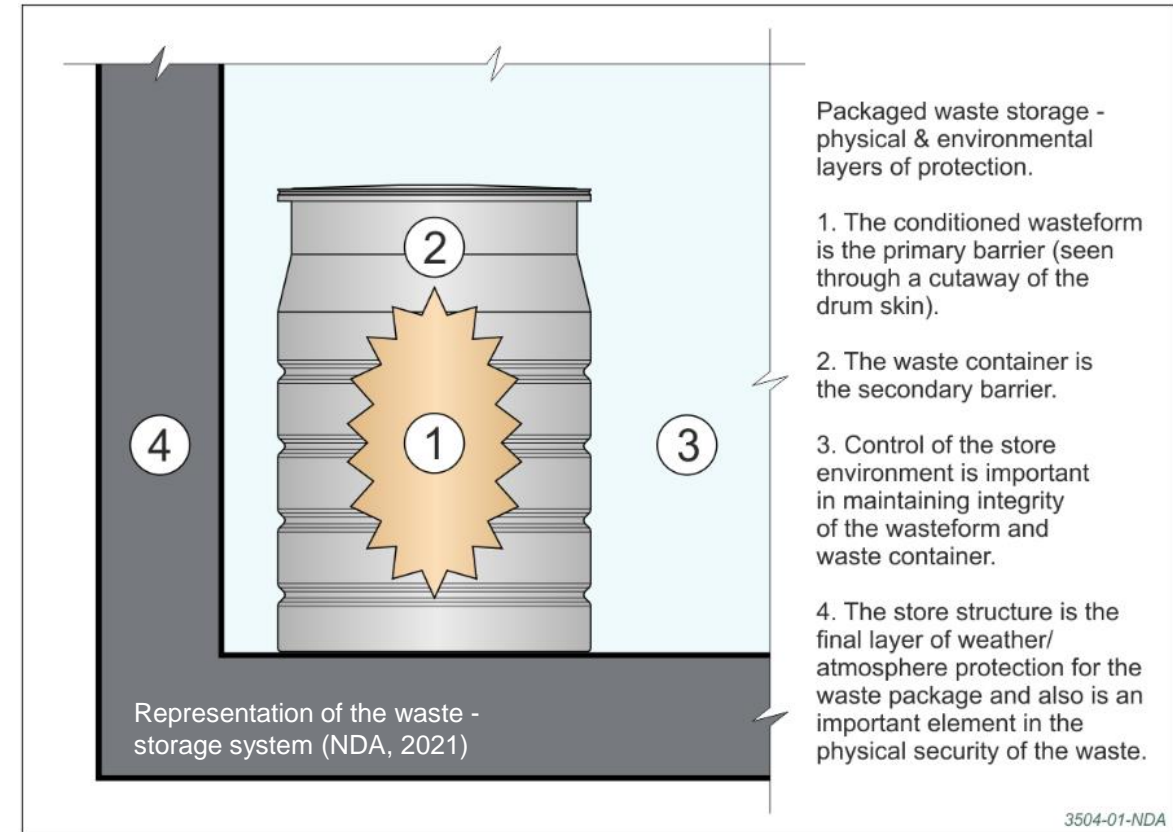 Packaged waste storage -
physical & environmental
layers of protection.
1. The conditioned wasteform
is the primary barrier (seen
through a cutaway of the
drum skin).
2. The waste container is
the secondary barrier.
3. Control of the store
environment is important
in maintaining integrity
of the wasteform and
waste container.
4. The store structure is the
final layer of weather/
atmosphere protection for the
waste package and also is an
important element in the
physical security of the waste.
2
1
4
3
Representation of the waste -
storage system (NDA, 2021)
3504-01-NDA